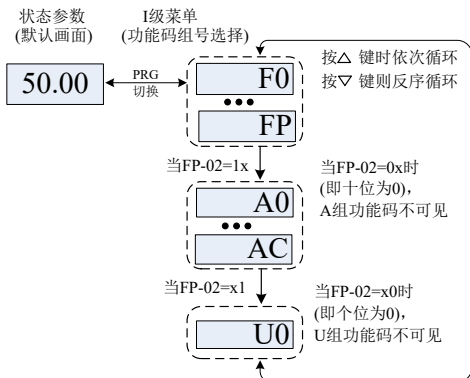 状态参数
(默认画面)
I级菜单
(功能码组号选择)
50.00
PRG
切换
F0
FP
按△ 键时依次循环
按▽ 键则反序循环
当FP-02=1x
A0
AC
当FP-02=0x时
(即十位为0),
A组功能码不可见
当FP-02=x1
U0
当FP-02=x0时
(即个位为0),
U组功能码不可见